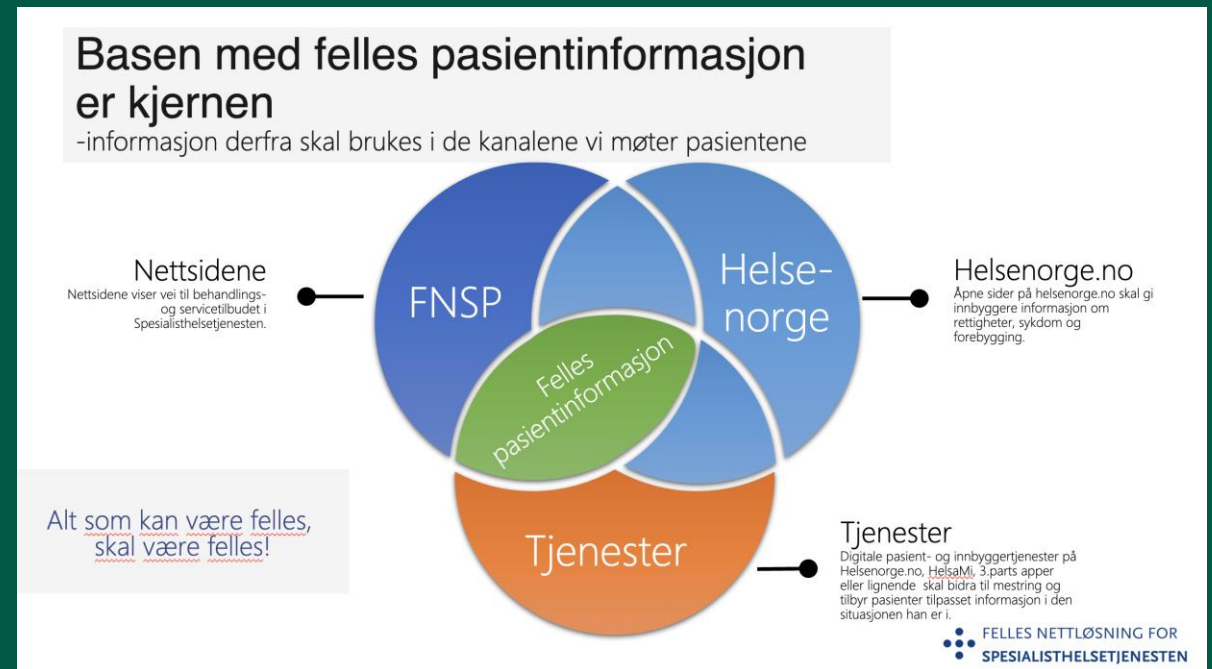 Basen med felles pasientinformasjon
er kjernen
-informasjon derfra skal brukes i de kanalene vi møter pasientene
Nettsidene
Nettsidene viser vei til behandlings-
og servicetilbudet i
Spesialisthelsetjenesten.
FNSP
Helse-
norge
Helsenorge.no
Åpne sider på helsenorge.no skal gi
innbyggere informasjon om
rettigheter, sykdom og
forebygging.
Felles
pasientinformasjon
Alt som kan være felles,
skal være felles!
Tjenester
Tjenester
Digitale pasient- og innbyggertjenester på
Helsenorge.no, HelsaMi, 3.parts apper
eller lignende skal bidra til mestring og
tilbyr pasienter tilpasset informasjon i den
situasjonen han er i.
FELLES NETTLØSNING FOR
SPESIALISTHELSETJENESTEN